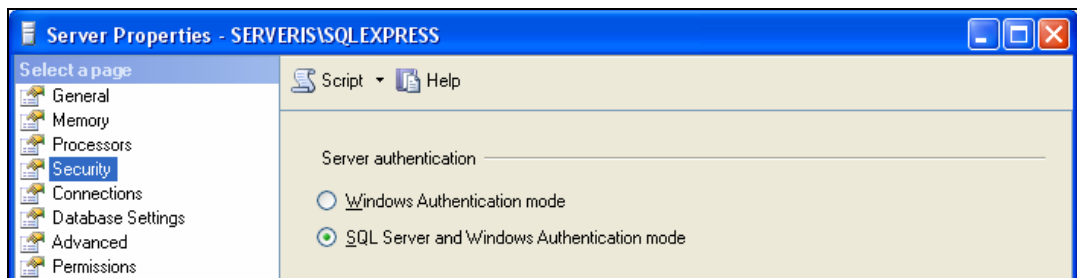 Server Properties - SERVERIS\SQLEXPRESS
Select a page
Script Help
General
Memory
Processors
Security
Connections
Database Settings
Advanced
Permissions
Server authentication
Windows Authentication mode
SQL Server and Windows Authentication mode